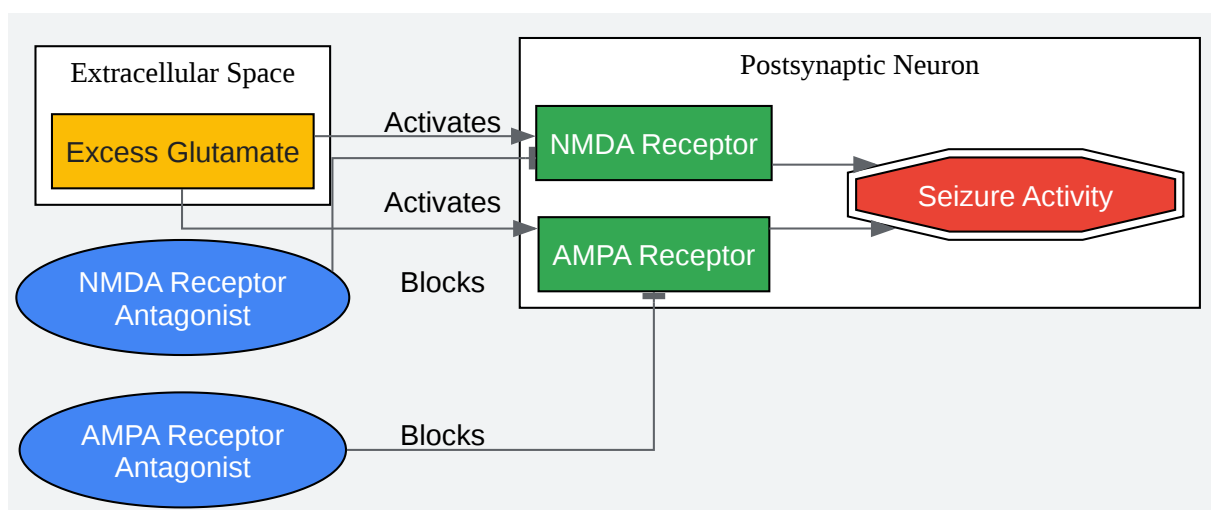 Extracellular Space
Postsynaptic Neuron
Excess Glutamate
Activates
NMDA Receptor
Activates
Seizure Activity
AMPA Receptor
NMDA Receptor
Antagonist
Blocks
AMPA Receptor
Antagonist
Blocks